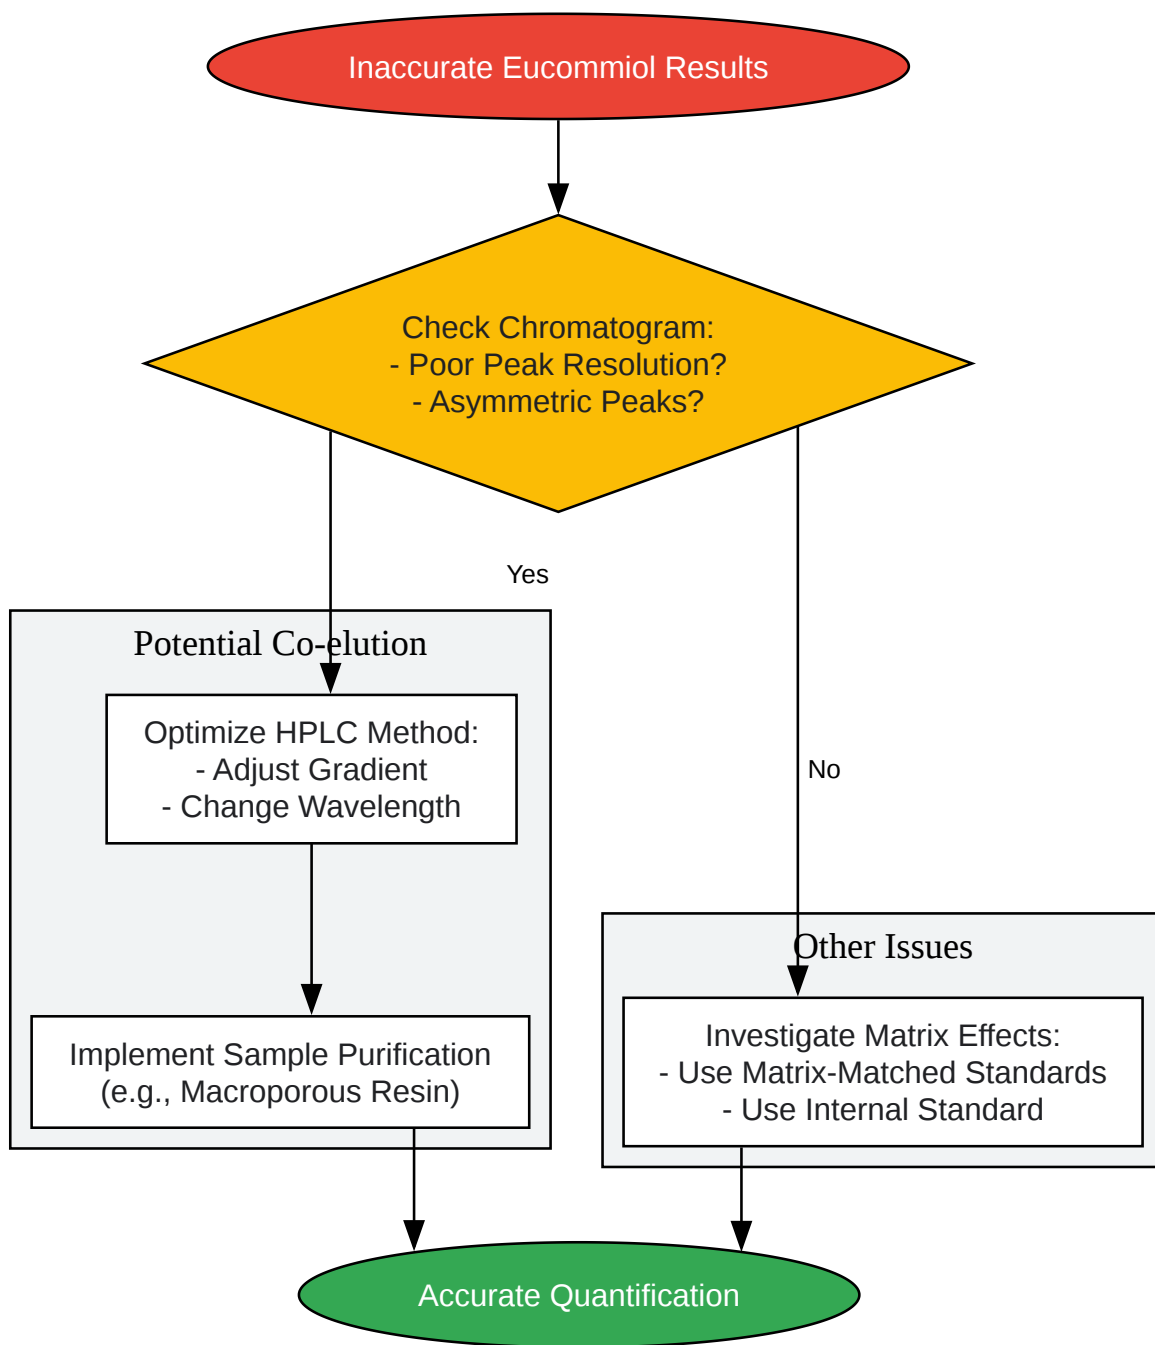 Inaccurate Eucommiol Results
Check Chromatogram:
- Poor Peak Resolution?
- Asymmetric Peaks?
Yes
Potential Co-elution
Optimize HPLC Method:
- Adjust Gradient
- Change Wavelength
No
Implement Sample Purification
(e.g., Macroporous Resin)
Other Issues
Investigate Matrix Effects:
- Use Matrix-Matched Standards
- Use Internal Standard
Accurate Quantification